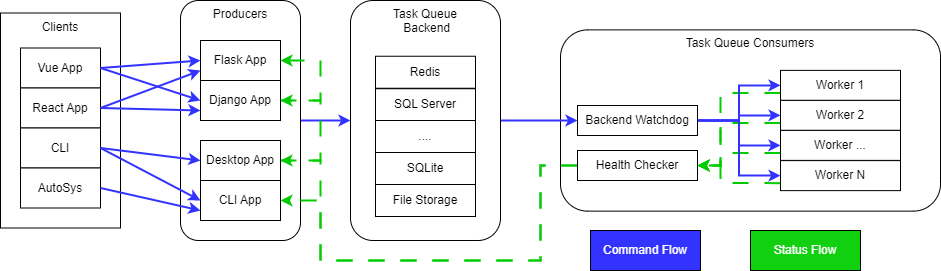 Clients
Vue App
React App
CLI
AutoSys
Producers
Flask App
Django App
Desktop App
CLI App
Task Queue
Backend
Redis
SQL Server
....
SQLite
File Storage
Task Queue Consumers
Backend Watchdog
Health Checker
Worker 1
Worker 2
Worker ...
Worker N
Command Flow
Status Flow